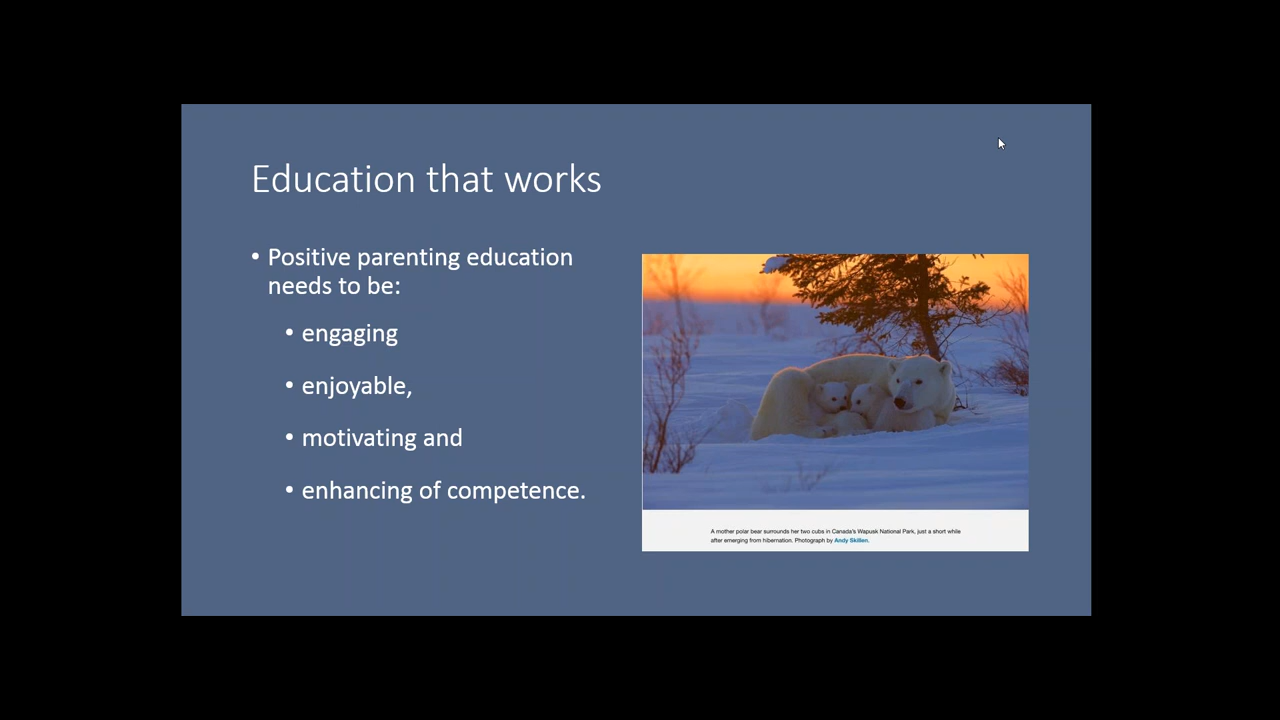 Education that works
• Positive parenting education
needs to be:
• engaging
• enjoyable,
• motivating and
• enhancing of competence.
A mother polar bear surrounds her two cubs in Canada's Wapusk National Park, just a short while
after emerging from hibernation. Photograph by Andy Skillen.